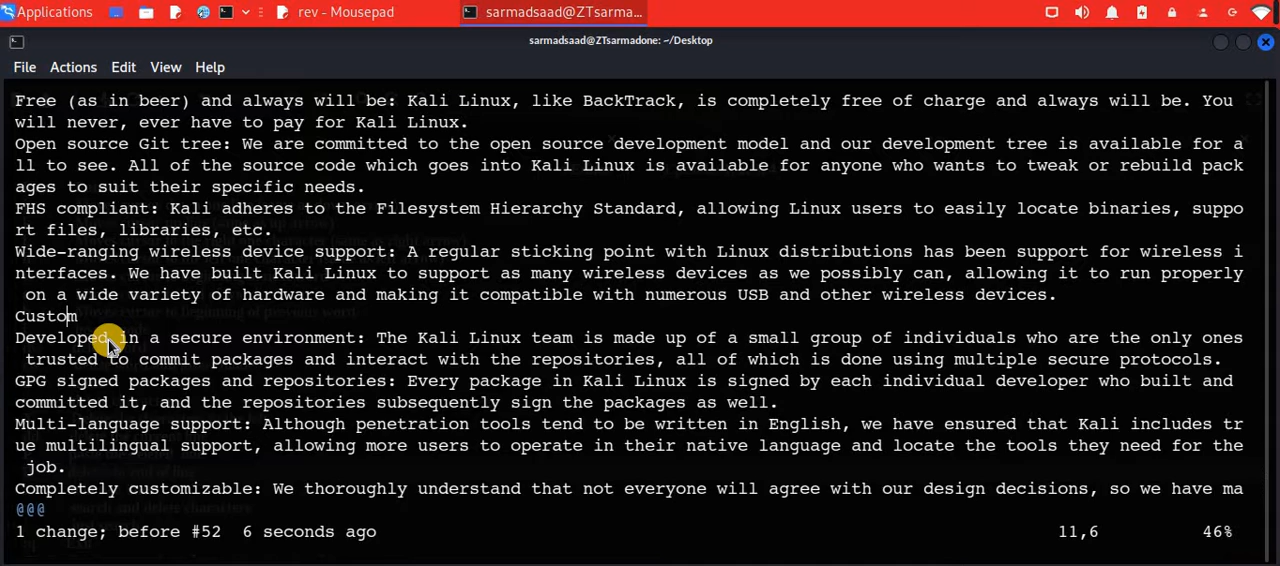 Applications
rev - Mousepad
sarmadsaad@ZTsarma...
sarmadsaad@ZTsarmadone: ~/Desktop
File Actions Edit View Help
Free (as in beer) and always will be: Kali Linux, like BackTrack, is completely free of charge and always will be. You
will never, ever have to pay for Kali Linux.
Open source Git tree: We are committed to the open source development model and our development tree is available for a
ll to see. All of the source code which goes into Kali Linux is available for anyone who wants to tweak or rebuild pack
ages to suit their specific needs.
FHS compliant: Kali adheres to the Filesystem Hierarchy Standard, allowing Linux users to easily locate binaries, suppo
rt files, libraries, etc.
Wide-ranging wireless device support: A regular sticking point with Linux distributions has been support for wireless i
nterfaces. We have built Kali Linux to support as many wireless devices as we possibly can, allowing it to run properly
on a wide variety of hardware and making it compatible with numerous USB and other wireless devices.
Custom
Developed in a secure environment: The Kali Linux team is made up of a small group of individuals who are the only ones
trusted to commit packages and interact with the repositories, all of which is done using multiple secure protocols.
GPG signed packages and repositories: Every package in Kali Linux is signed by each individual developer who built and
committed it, and the repositories subsequently sign the packages as well.
Multi-language support: Although penetration tools tend to be written in English, we have ensured that Kali includes tr
ue multilingual support, allowing more users to operate in their native language and locate the tools they need for the
job.
Completely customizable: We thoroughly understand that not everyone will agree with our design decisions, so we have ma
@@@
1 change; before #52 6 seconds ago 11,6 46%